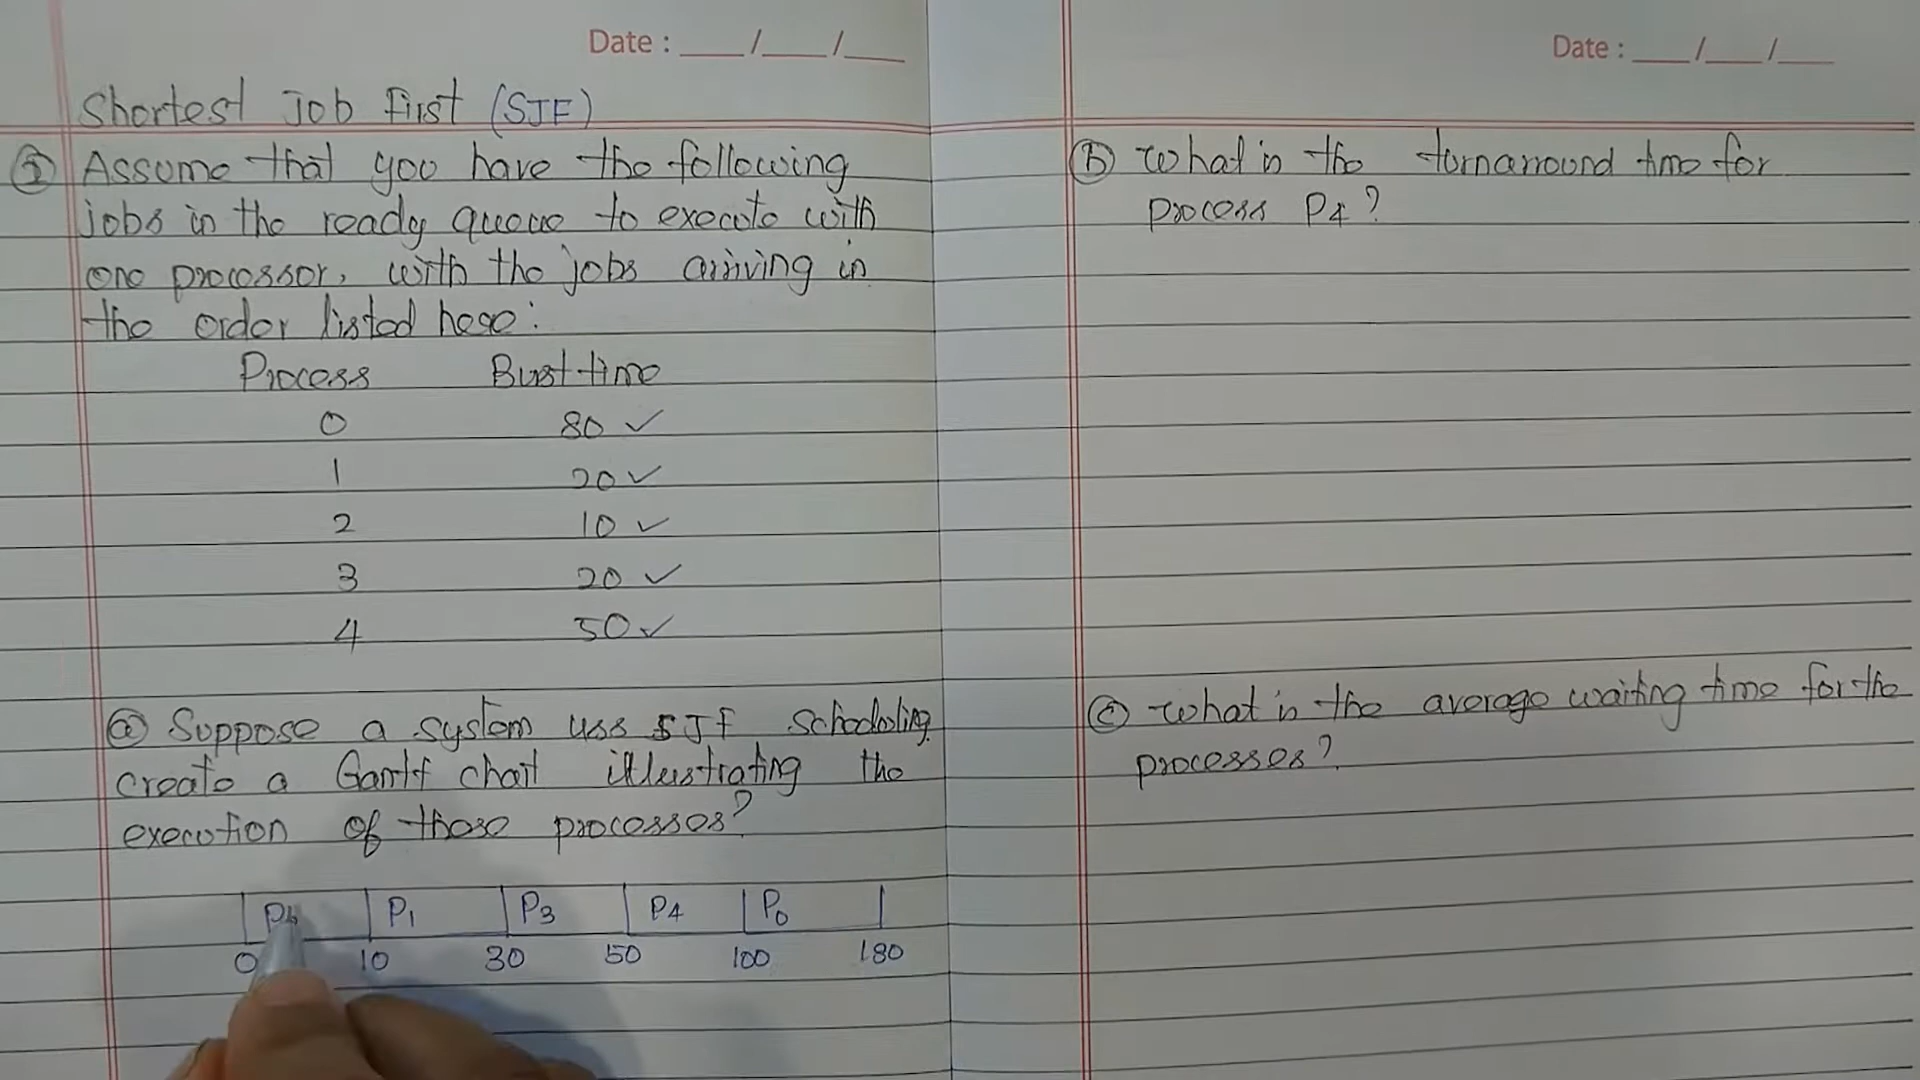 Date : ___/___/___
Shortest Job First (SJF)
① Assume that you have the following
jobs in the ready queue to execute with
one processor, with the jobs arriving in
the order listed here:
Process Burst time
0 80 ✓
1 20 ✓
2 10 ✓
3 20 ✓
4 50 ✓
ⓐ Suppose a system uses SJF scheduling
create a Gantt chart illustrating the
execution of these processes?
P1 P3 P4 P0
0 10 30 50 100 180
Date : ___/___/___
ⓑ What is the turnarround time for
process P4?
ⓒ What is the average waiting time for the
processes?